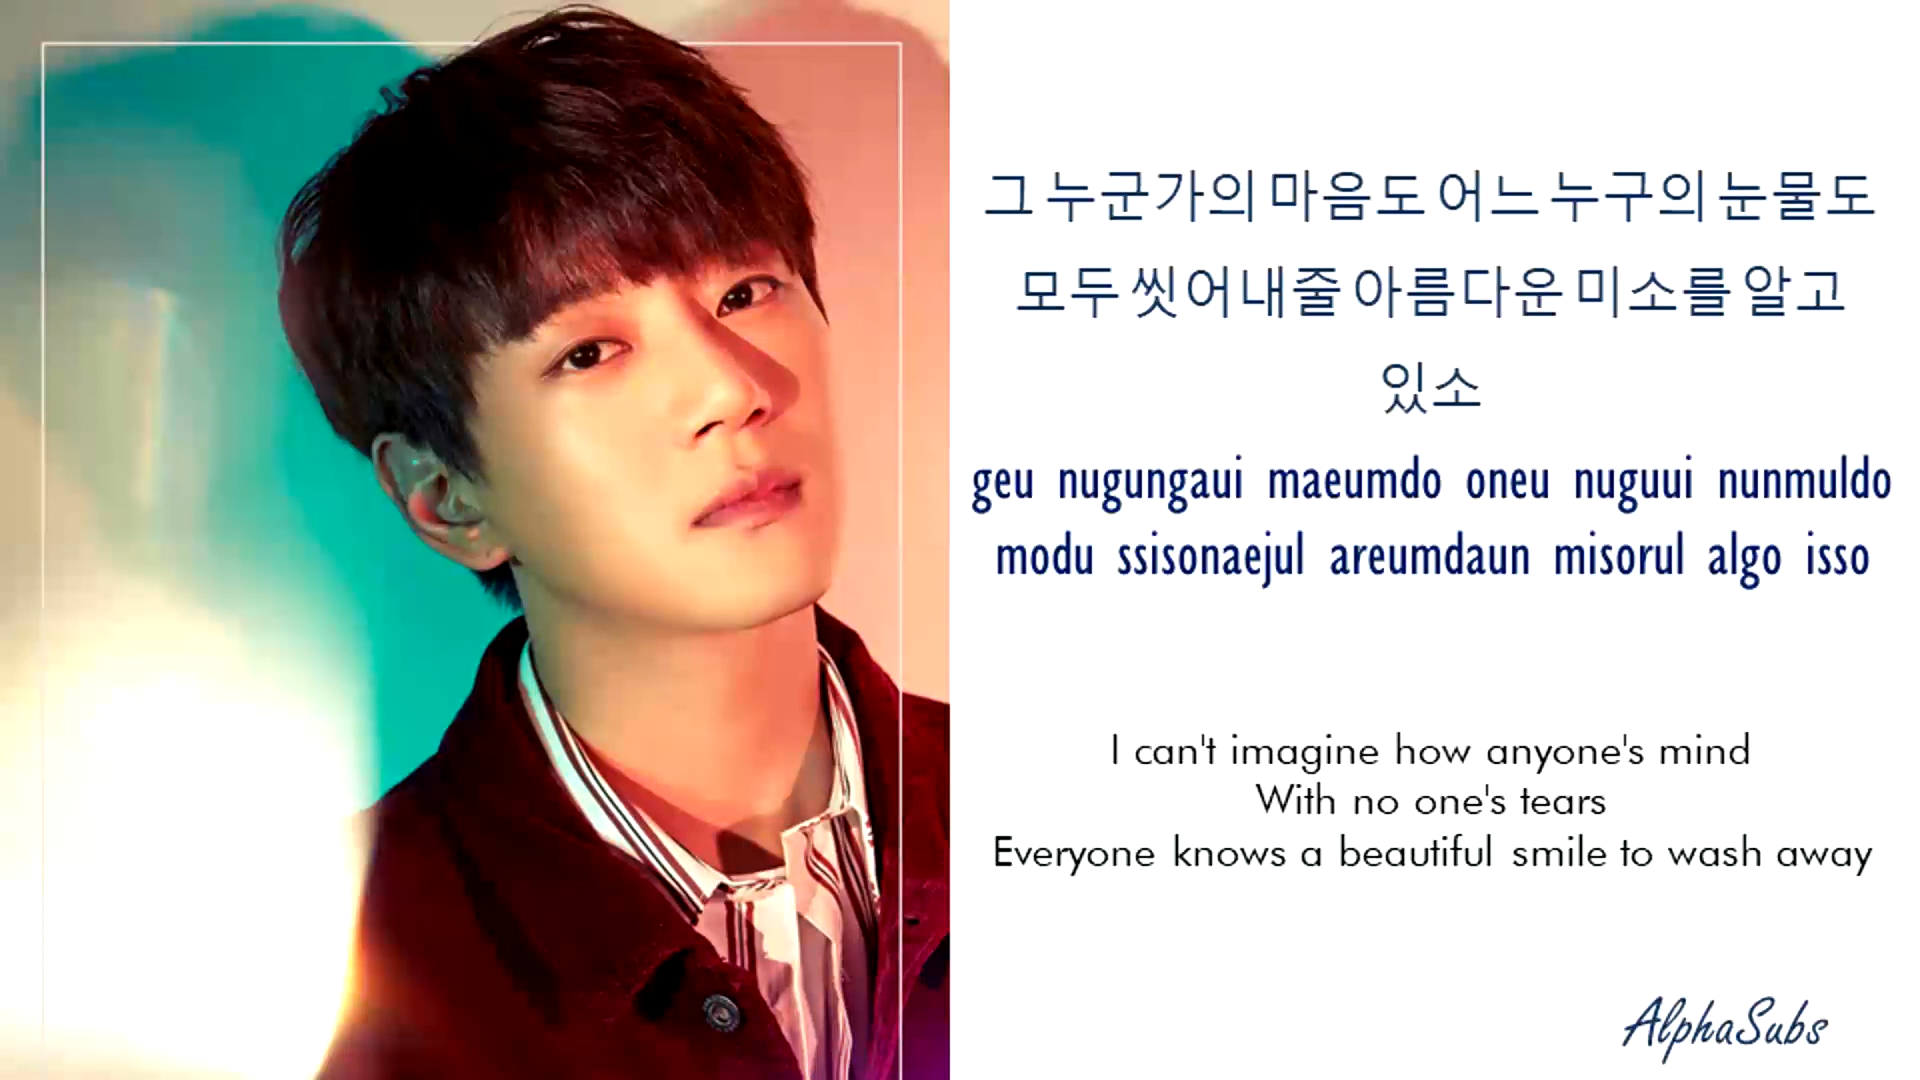 그 누군가의 마음도 어느 누구의 눈물도
모두 씻어내줄 아름다운 미소를 알고
있소
geu nugungaui maeumdo oneu nuguui nunmuldo
modu ssisonaejul areumdaun misorul algo isso
I can't imagine how anyone's mind
With no one's tears
Everyone knows a beautiful smile to wash away
AlphaSubs